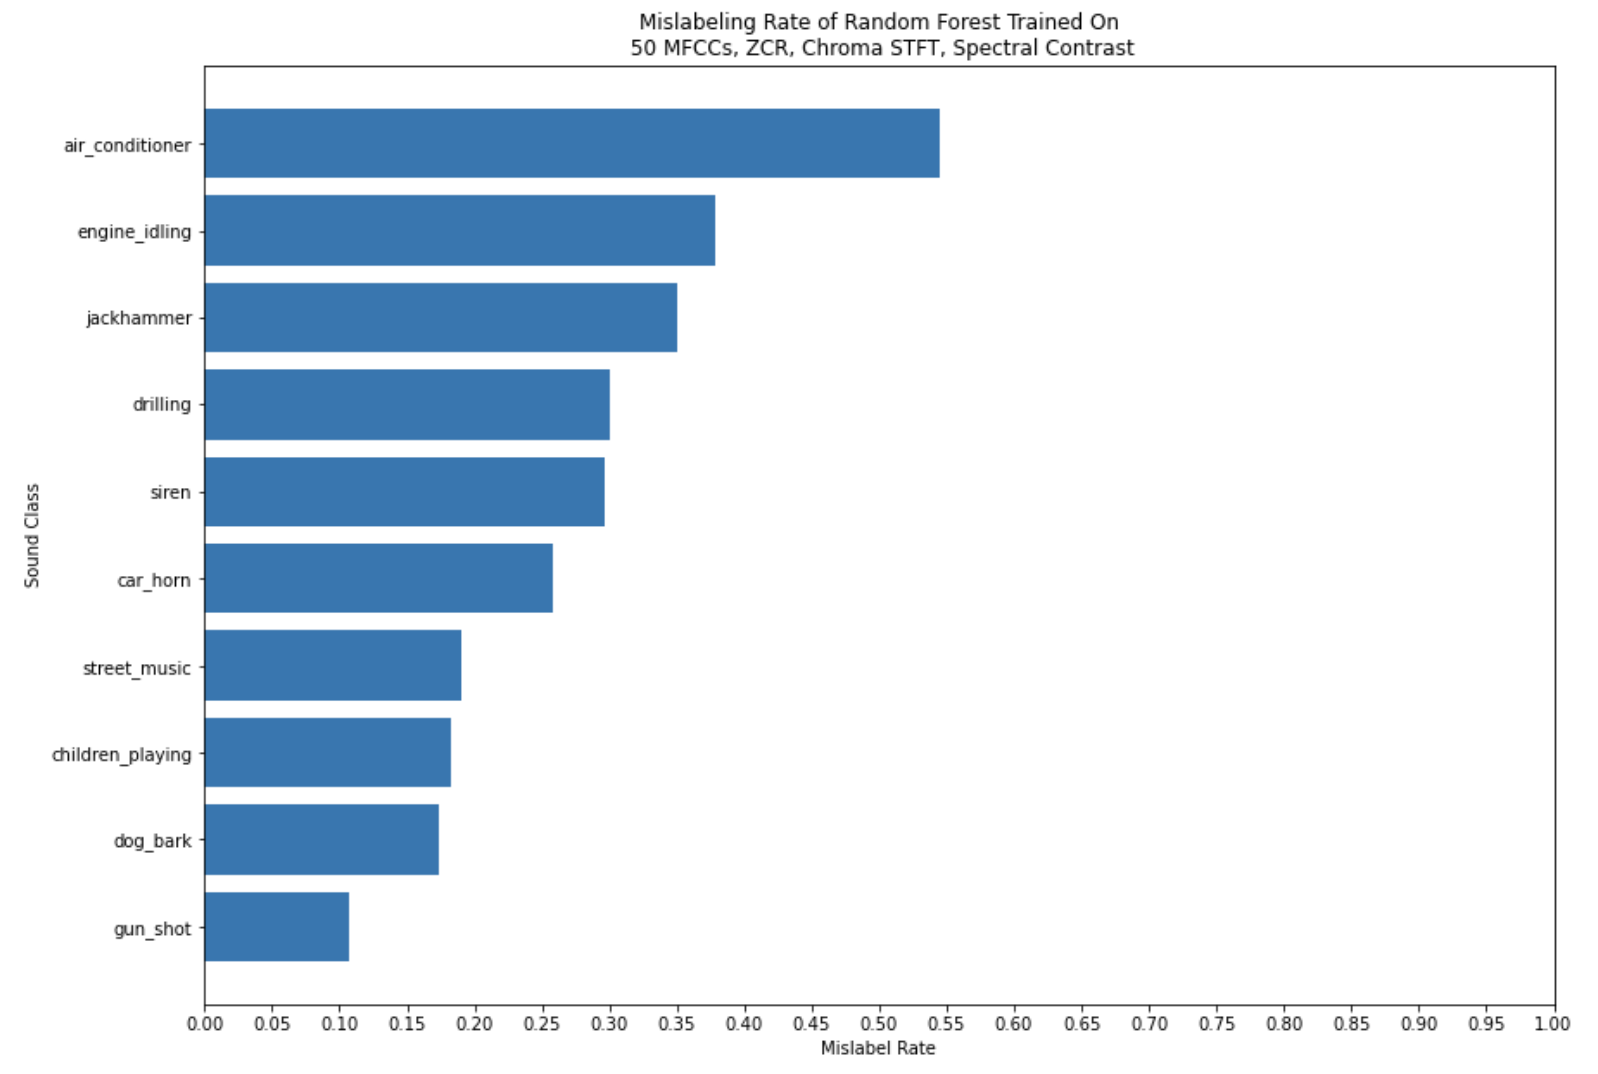 Mislabeling Rate of Random Forest Trained On
50 MFCCs, ZCR, Chroma STFT, Spectral Contrast
Sound Class
air_conditioner
engine_idling
jackhammer
drilling
siren
car_horn
street_music
children_playing
dog_bark
gun_shot
0.00 0.05 0.10 0.15 0.20 0.25 0.30 0.35 0.40 0.45 0.50 0.55 0.60 0.65 0.70 0.75 0.80 0.85 0.90 0.95 1.00
Mislabel Rate